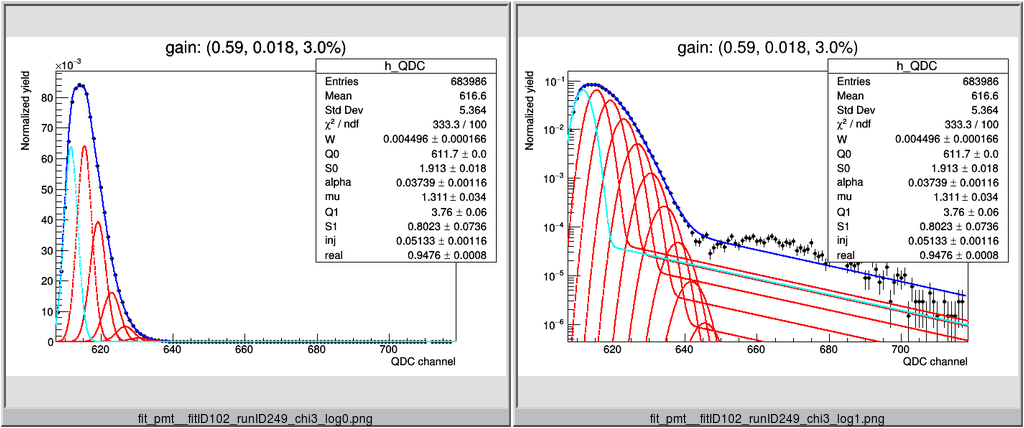 gain: (0.59, 0.018, 3.0%)
Normalized yield
×10⁻³
80
70
60
50
40
30
20
10
0
620
640
660
680
700
QDC channel
h_QDC
Entries 683986
Mean 616.6
Std Dev 5.364
χ² / ndf 333.3 / 100
W 0.004496 ± 0.000166
Q0 611.7 ± 0.0
S0 1.913 ± 0.018
alpha 0.03739 ± 0.00116
mu 1.311 ± 0.034
Q1 3.76 ± 0.06
S1 0.8023 ± 0.0736
inj 0.05133 ± 0.00116
real 0.9476 ± 0.0008
fit_pmt__fitID102_runID249_chi3_log0.png
gain: (0.59, 0.018, 3.0%)
Normalized yield
10⁻¹
10⁻²
10⁻³
10⁻⁴
10⁻⁵
10⁻⁶
620
640
660
680
700
QDC channel
h_QDC
Entries 683986
Mean 616.6
Std Dev 5.364
χ² / ndf 333.3 / 100
W 0.004496 ± 0.000166
Q0 611.7 ± 0.0
S0 1.913 ± 0.018
alpha 0.03739 ± 0.00116
mu 1.311 ± 0.034
Q1 3.76 ± 0.06
S1 0.8023 ± 0.0736
inj 0.05133 ± 0.00116
real 0.9476 ± 0.0008
fit_pmt__fitID102_runID249_chi3_log1.png